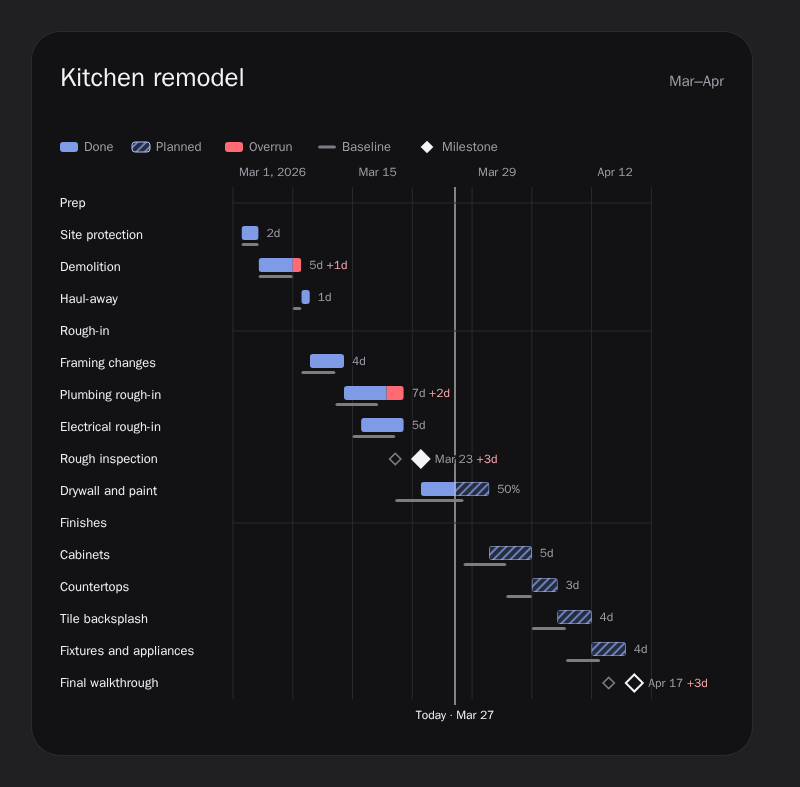 Kitchen remodel
Mar–Apr
Done Planned Overrun Baseline Milestone
Mar 1, 2026 Mar 15 Mar 29 Apr 12
Prep
Site protection 2d
Demolition 5d +1d
Haul-away 1d
Rough-in
Framing changes 4d
Plumbing rough-in 7d +2d
Electrical rough-in 5d
Rough inspection Mar 23 +3d
Drywall and paint 50%
Finishes
Cabinets 5d
Countertops 3d
Tile backsplash 4d
Fixtures and appliances 4d
Final walkthrough Apr 17 +3d
Today · Mar 27